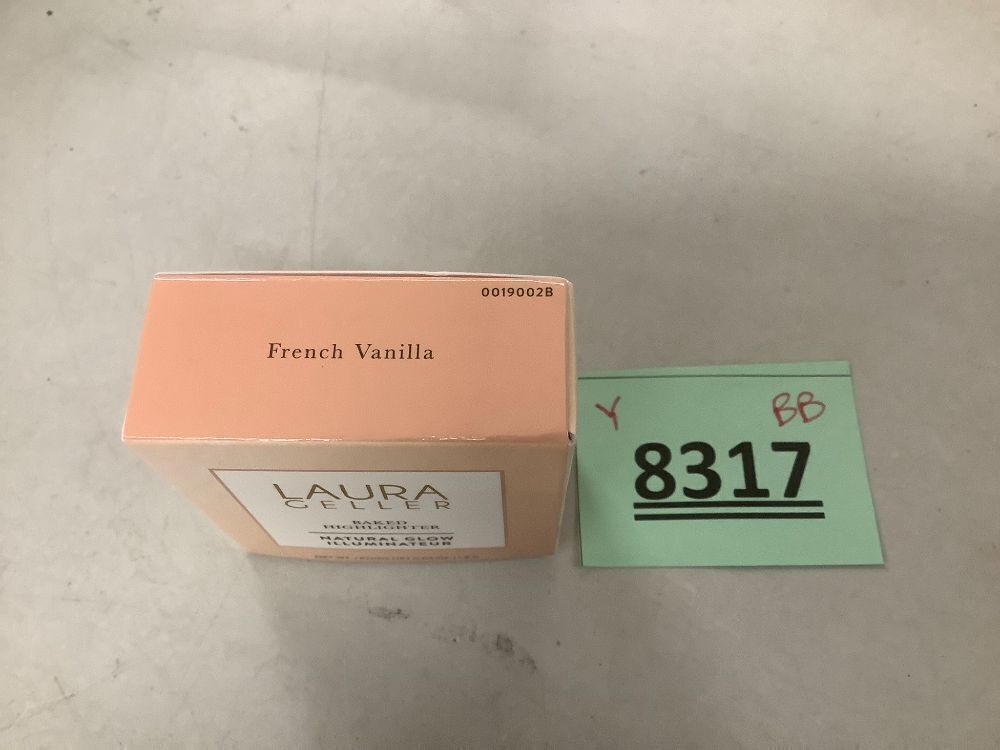 0019002B
French Vanilla
LAURA
GELLER
BAKED
HIGHLIGHTER
NATURAL GLOW
ILLUMINATEUR
Y BB
8317